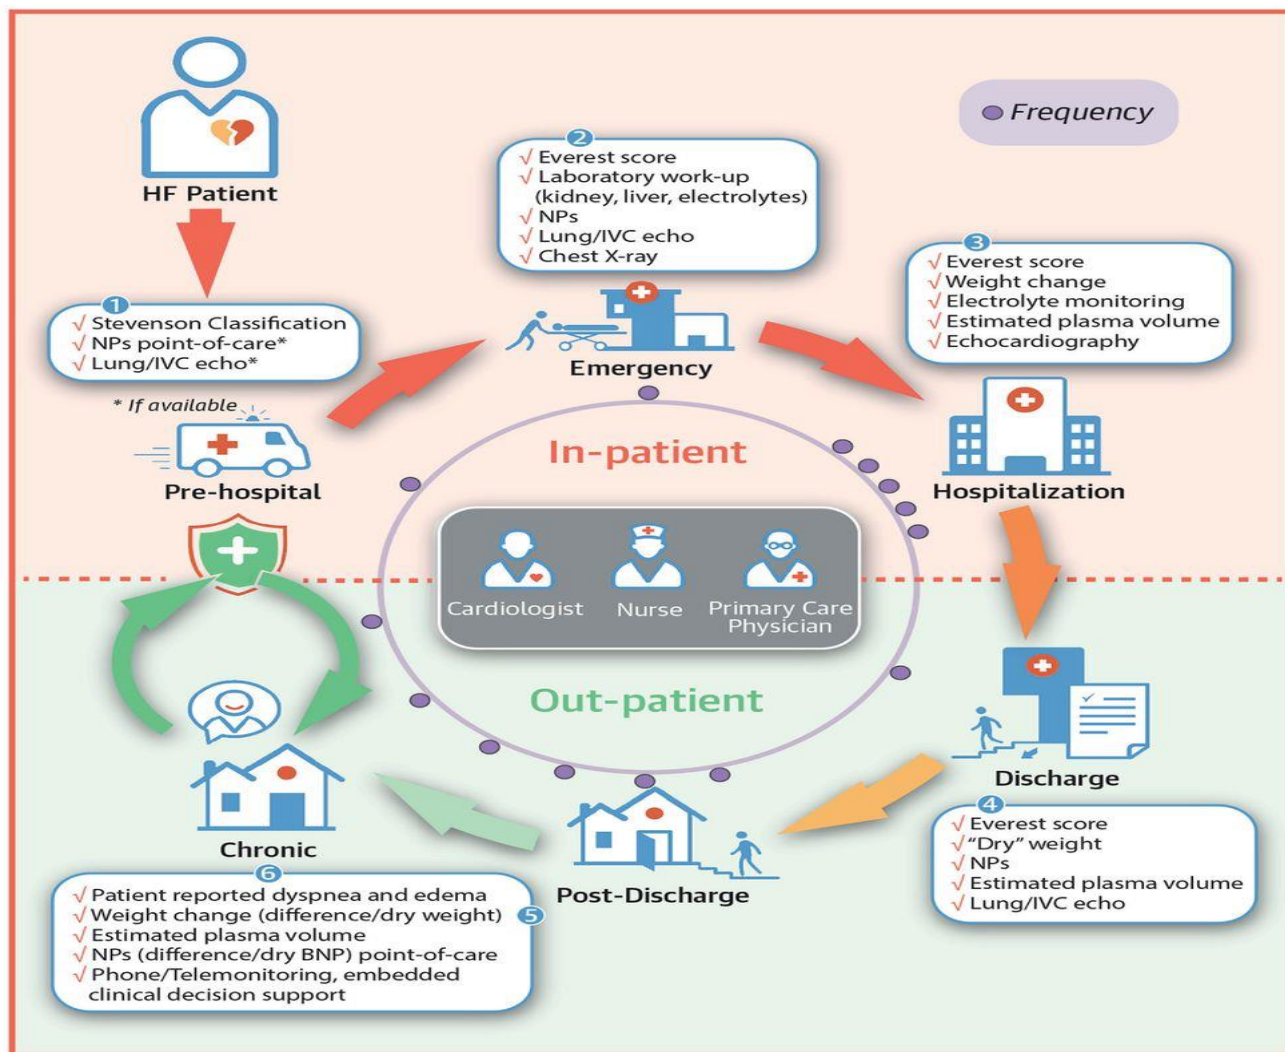 Frequency
HF Patient
1
√ Stevenson Classification
√ NPs point-of-care*
√ Lung/IVC echo*
* If available
Pre-hospital
2
√ Everest score
√ Laboratory work-up
(kidney, liver, electrolytes)
√ NPs
√ Lung/IVC echo
√ Chest X-ray
Emergency
3
√ Everest score
√ Weight change
√ Electrolyte monitoring
√ Estimated plasma volume
√ Echocardiography
Hospitalization
In-patient
Cardiologist
Nurse
Primary Care
Physician
Out-patient
Discharge
4
√ Everest score
√ "Dry" weight
√ NPs
√ Estimated plasma volume
√ Lung/IVC echo
Post-Discharge
Chronic
6
√ Patient reported dyspnea and edema
√ Weight change (difference/dry weight)
5
√ Estimated plasma volume
√ NPs (difference/dry BNP) point-of-care
√ Phone/Telemonitoring, embedded
clinical decision support